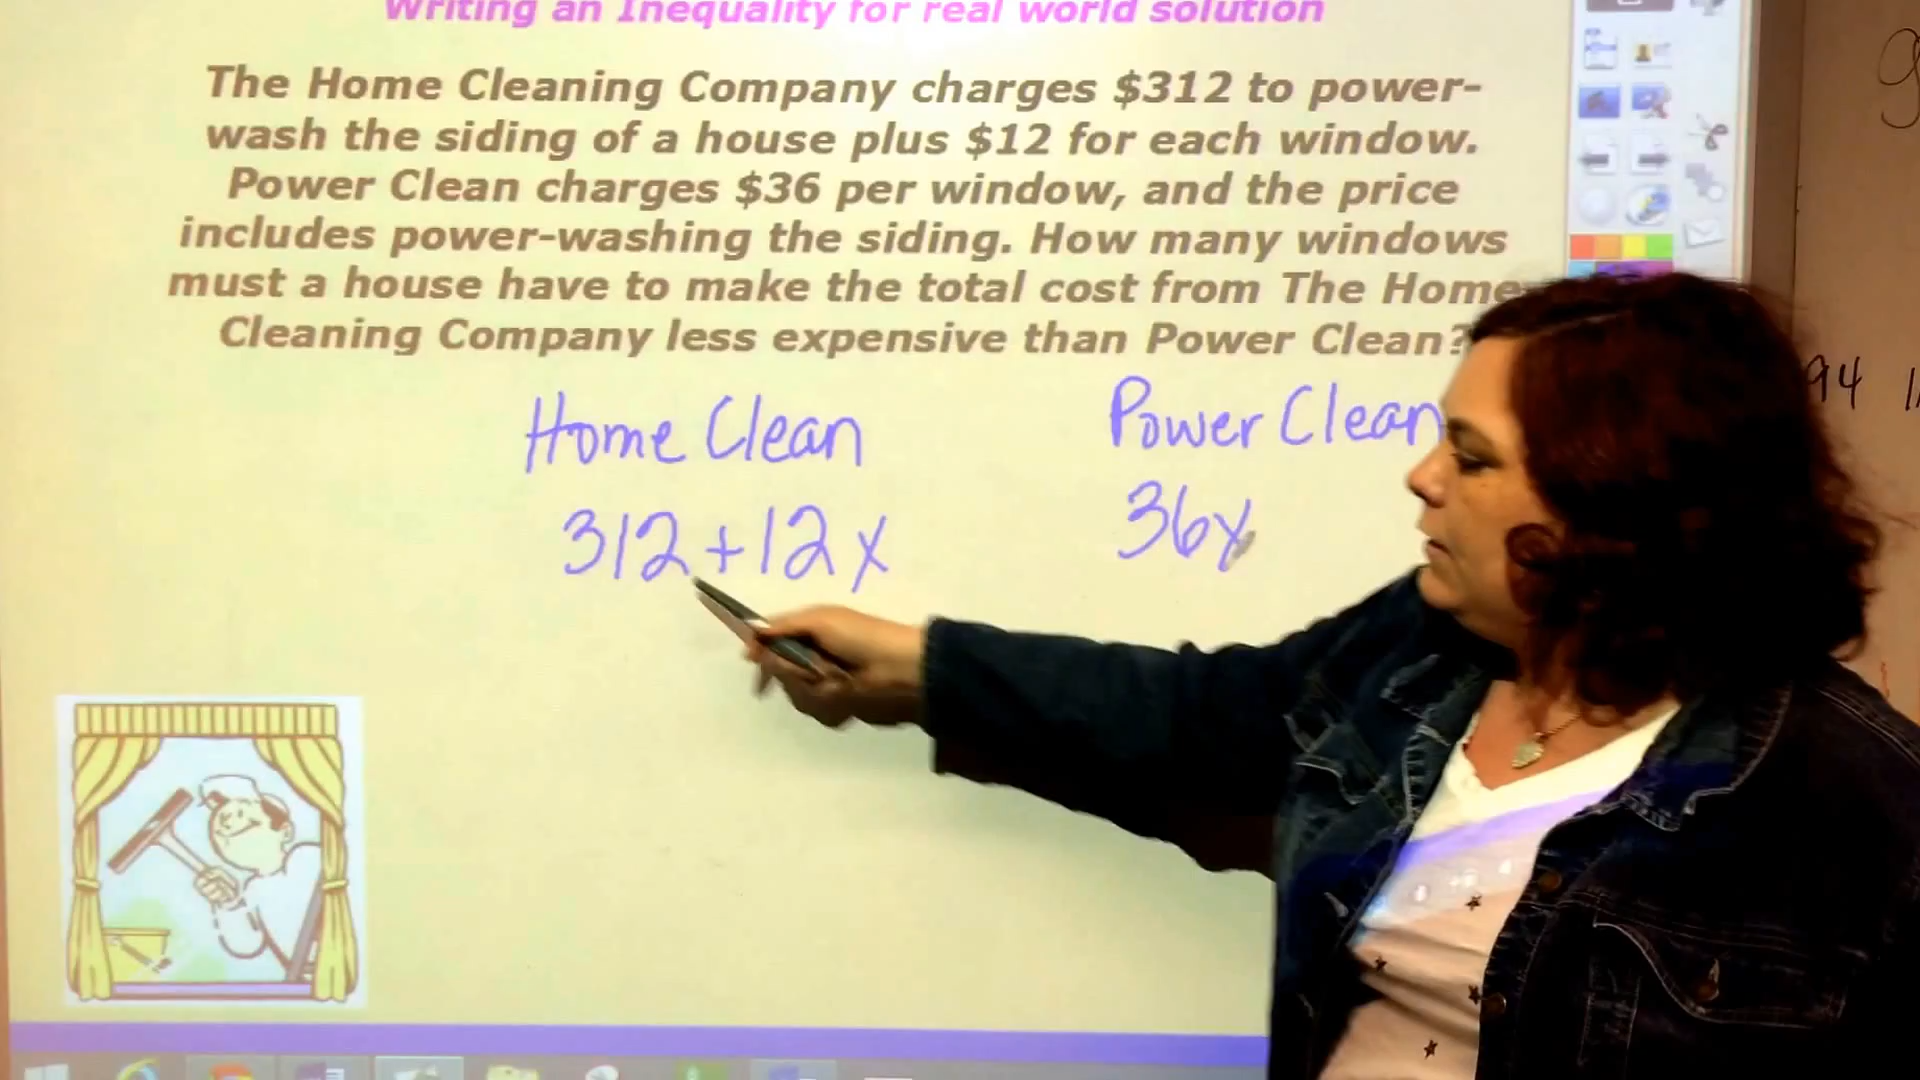 Writing an Inequality for real world solution
The Home Cleaning Company charges $312 to power-
wash the siding of a house plus $12 for each window.
Power Clean charges $36 per window, and the price
includes power-washing the siding. How many windows
must a house have to make the total cost from The Home
Cleaning Company less expensive than Power Clean?
Home Clean
Power Clean
312+12x
36x
94